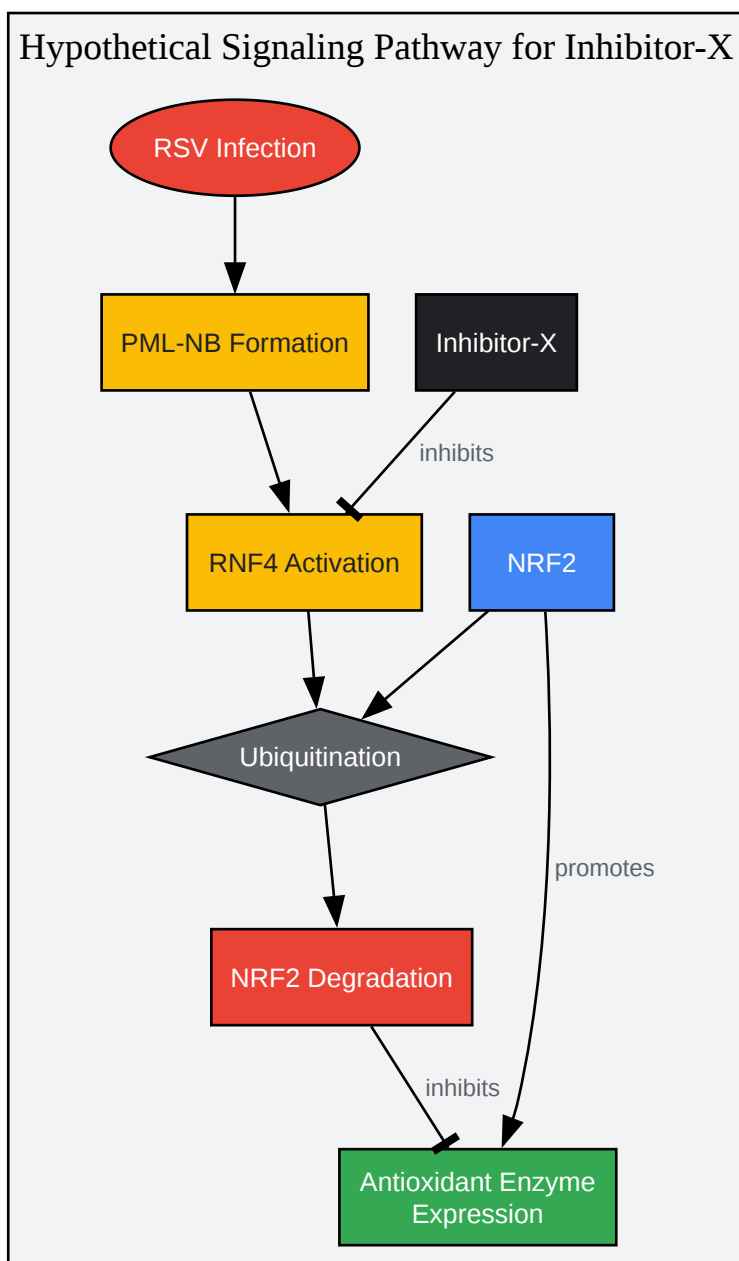 Hypothetical Signaling Pathway for Inhibitor-X
RSV Infection
PML-NB Formation
Inhibitor-X
inhibits
RNF4 Activation
NRF2
Ubiquitination
promotes
NRF2 Degradation
inhibits
Antioxidant Enzyme
Expression